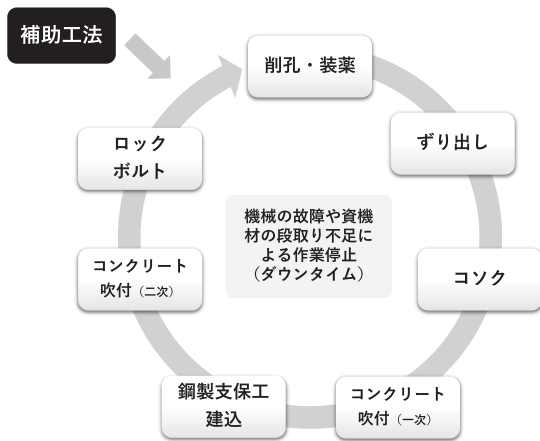 補助工法
削孔・装薬
ずり出し
コソク
コンクリート
吹付（一次）
鋼製支保工
建込
コンクリート
吹付（二次）
ロック
ボルト
機械の故障や資機
材の段取り不足に
よる作業停止
（ダウンタイム）